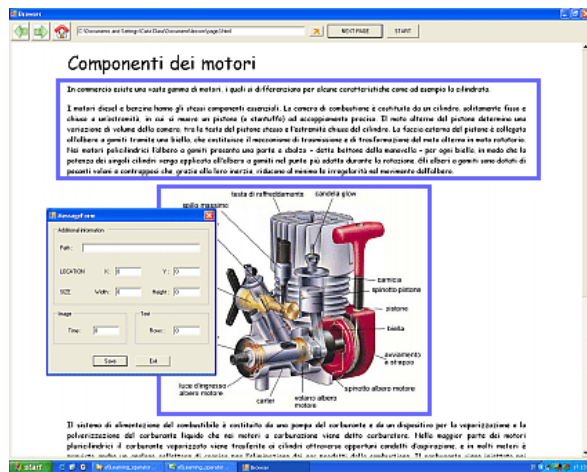 Browser
C:\Documents and Settings\
NEXT PAGE
START
Componenti dei motori
In commercio esiste una vasta gamma di motori, i quali si differenziano per alcune caratteristiche come ad esempio la cilindrata.
I motori diesel e benzina hanno gli stessi componenti essenziali. La camera di combustione è costituita da un cilindro, solitamente fisso e
chiuso a un'estremità, in cui si muove un pistone (o stantuffo) ad accoppiamento preciso. Il moto alterno del pistone determina una
variazione di volume della camera, tra la testa del pistone stesso e l'estremità chiusa del cilindro. La faccia esterna del pistone è collegata
all'albero a gomiti tramite una biella, che costituisce il meccanismo di trasmissione e di trasformazione del moto alterno in moto rotatorio.
Nei motori policilindrici l'albero a gomiti presenta una parte a sbalzo - detta bottone della manovella - per ogni biella, in modo che la
potenza dei singoli cilindri venga applicata all'albero a gomiti nel punto più adatto durante la rotazione. Gli alberi a gomiti sono dotati di
pesanti volani e contrappesi che, grazie alla loro inerzia, riducono al minimo le irregolarità nel movimento dell'albero.
testa di raffreddamento
candela glow
spillo massimo
MessageForm
Additional information
Path :
LOCATION X: 0 Y: 0
SIZE Width: 0 Height: 0
Image
Time: 0
Text
Rows: 0
Save
Exit
camicia
spinotto pistone
pistone
biella
avviamento
a strappo
spinotto albero motore
luce d'ingresso
albero motore
carter
volano albero
motore
Il sistema di alimentazione del combustibile è costituito da una pompa del carburante e da un dispositivo per la vaporizzazione e la
polverizzazione del carburante liquido che nei motori a carburazione viene detto carburatore. Nella maggior parte dei motori
pluricilindrici il carburante vaporizzato viene trasferito ai cilindri attraverso opportuni condotti d'aspirazione, e in molti motori è
start
Browser